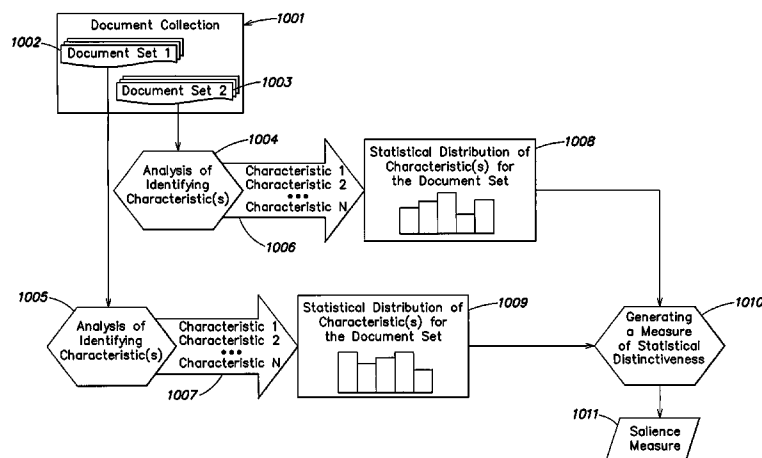 Document Collection
1001
1002
Document Set 1
1003
Document Set 2
1004
Analysis of
Identifying
Characteristic(s)
Characteristic 1
Characteristic 2
•••
Characteristic N
1006
1008
Statistical Distribution of
Characteristic(s) for
the Document Set
1005
Analysis of
Identifying
Characteristic(s)
Characteristic 1
Characteristic 2
•••
Characteristic N
1007
1009
Statistical Distribution of
Characteristic(s) for
the Document Set
1010
Generating
a Measure
of Statistical
Distinctiveness
1011
Salience
Measure